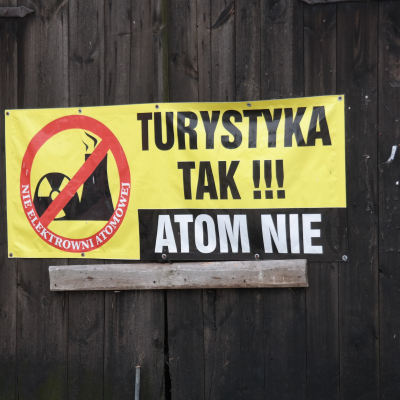 TURYSTYKA
TAK !!!
ATOM NIE
NIE ELEKTROWNI ATOMOWEJ